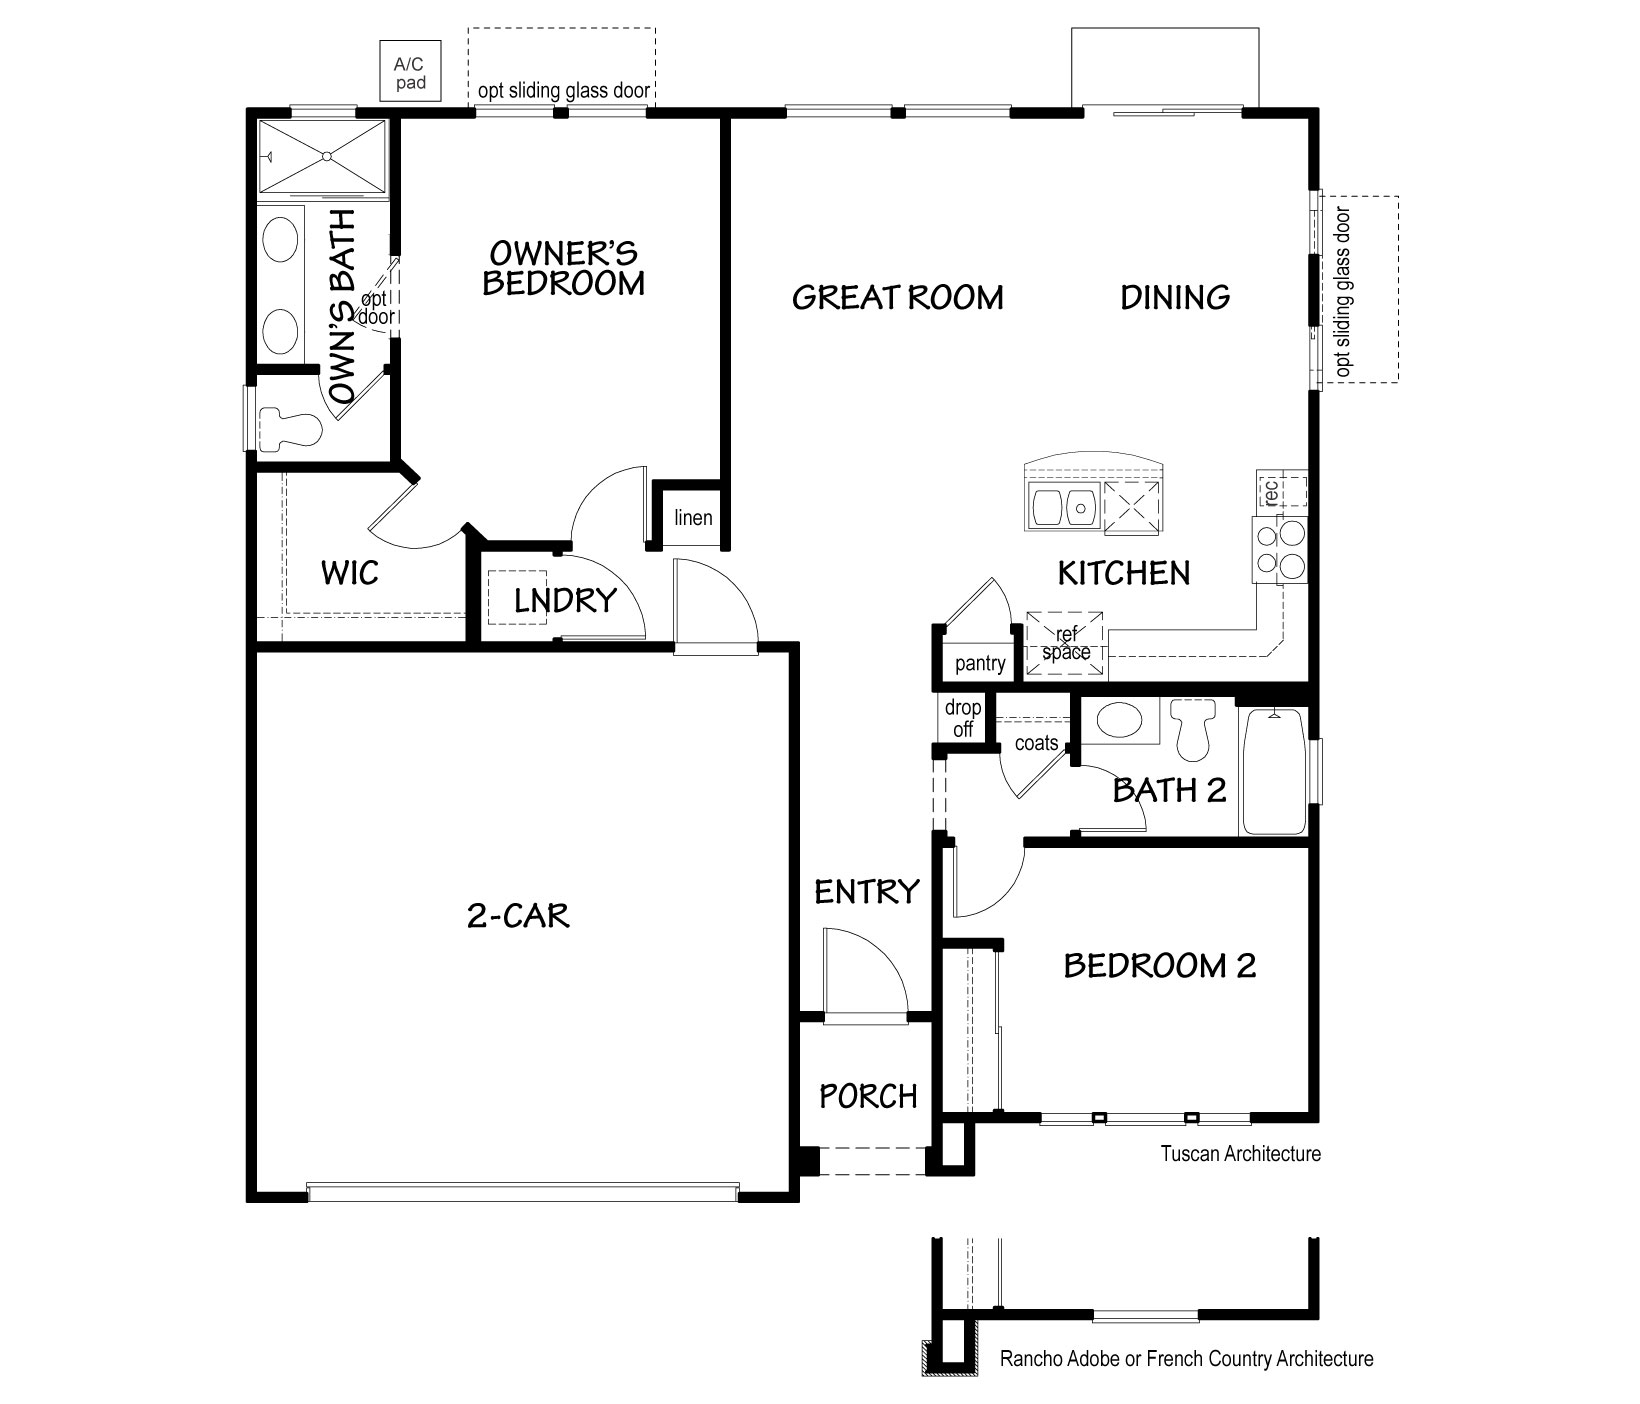 A/C
pad
opt sliding glass door
OWN'S BATH
opt
door
OWNER'S
BEDROOM
GREAT ROOM
DINING
opt sliding glass door
linen
rec
WIC
LNDRY
KITCHEN
ref
space
pantry
drop
off
coats
BATH 2
2-CAR
ENTRY
BEDROOM 2
PORCH
Tuscan Architecture
Rancho Adobe or French Country Architecture